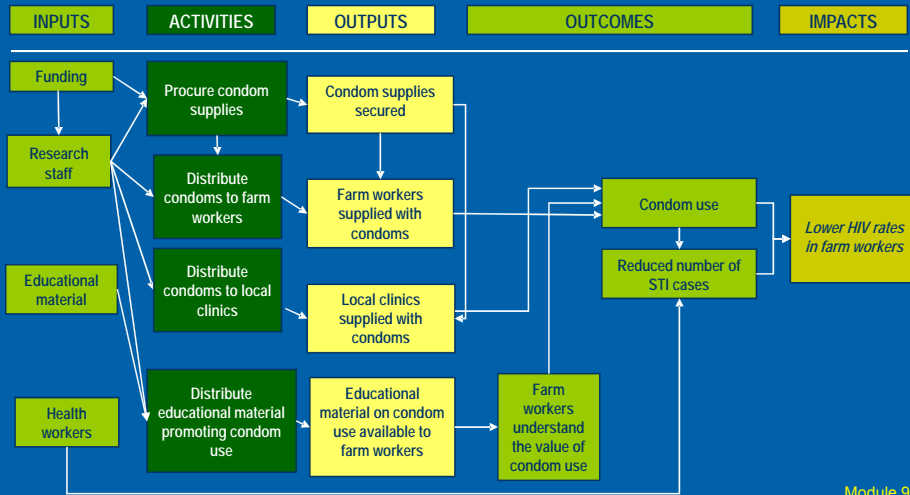 INPUTS
ACTIVITIES
OUTPUTS
OUTCOMES
IMPACTS
Funding
Research
staff
Educational
material
Health
workers
Procure condom
supplies
Distribute
condoms to farm
workers
Distribute
condoms to local
clinics
Distribute
educational material
promoting condom
use
Condom supplies
secured
Farm workers
supplied with
condoms
Local clinics
supplied with
condoms
Educational
material on condom
use available to
farm workers
Farm
workers
understand
the value of
condom use
Condom use
Reduced number of
STI cases
Lower HIV rates
in farm workers
Module 9